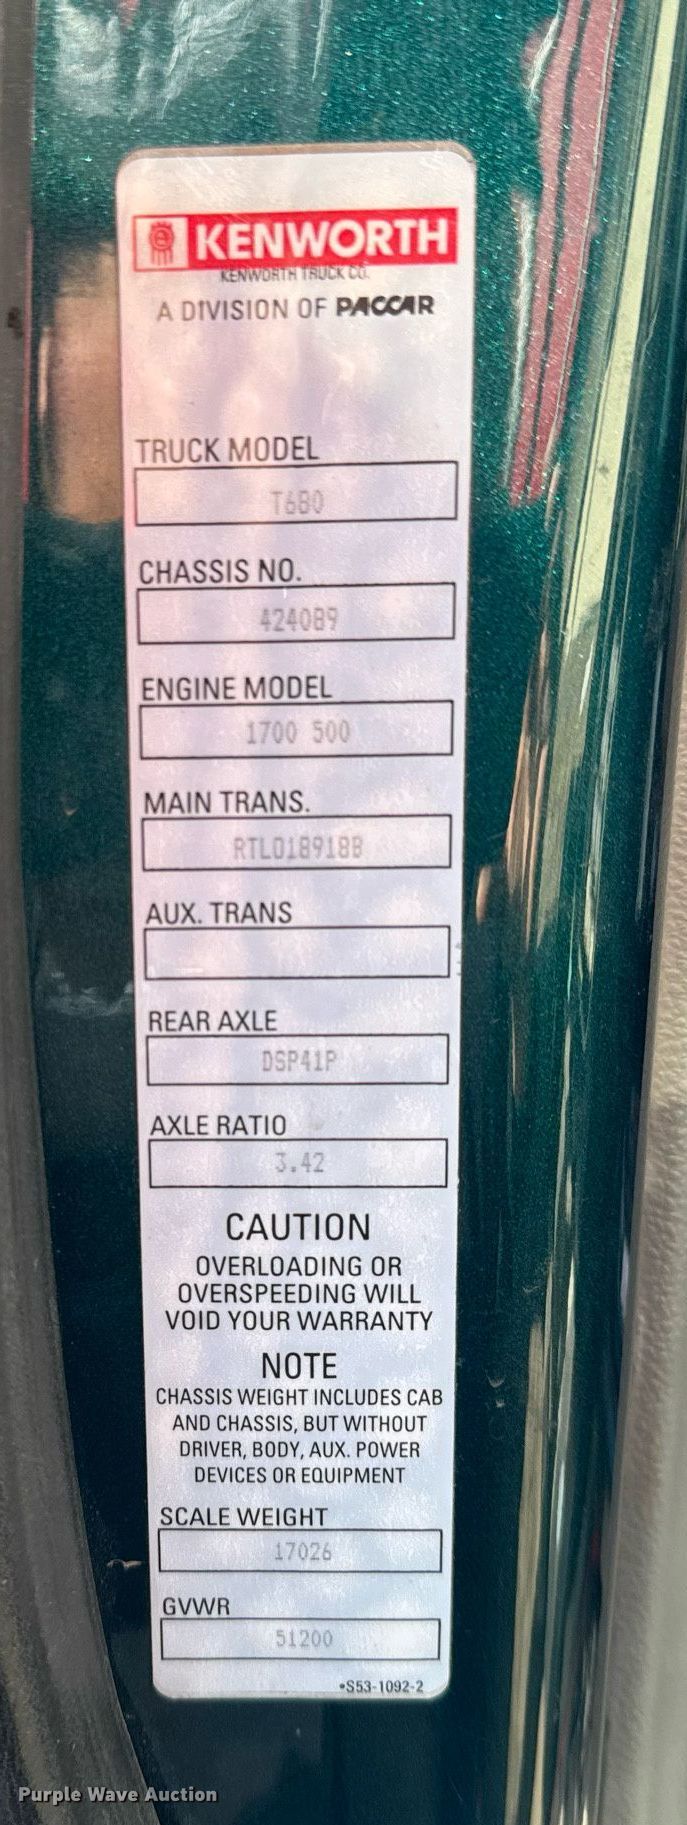 KENWORTH
KENWORTH TRUCK CO.
A DIVISION OF PACCAR
TRUCK MODEL
T680
CHASSIS NO.
424089
ENGINE MODEL
1700 500
MAIN TRANS.
RTLO18918B
AUX. TRANS
REAR AXLE
DSP41P
AXLE RATIO
3.42
CAUTION
OVERLOADING OR
OVERSPEEDING WILL
VOID YOUR WARRANTY
NOTE
CHASSIS WEIGHT INCLUDES CAB
AND CHASSIS, BUT WITHOUT
DRIVER, BODY, AUX. POWER
DEVICES OR EQUIPMENT
SCALE WEIGHT
17026
GVWR
51200
•S53-1092-2
Purple Wave Auction